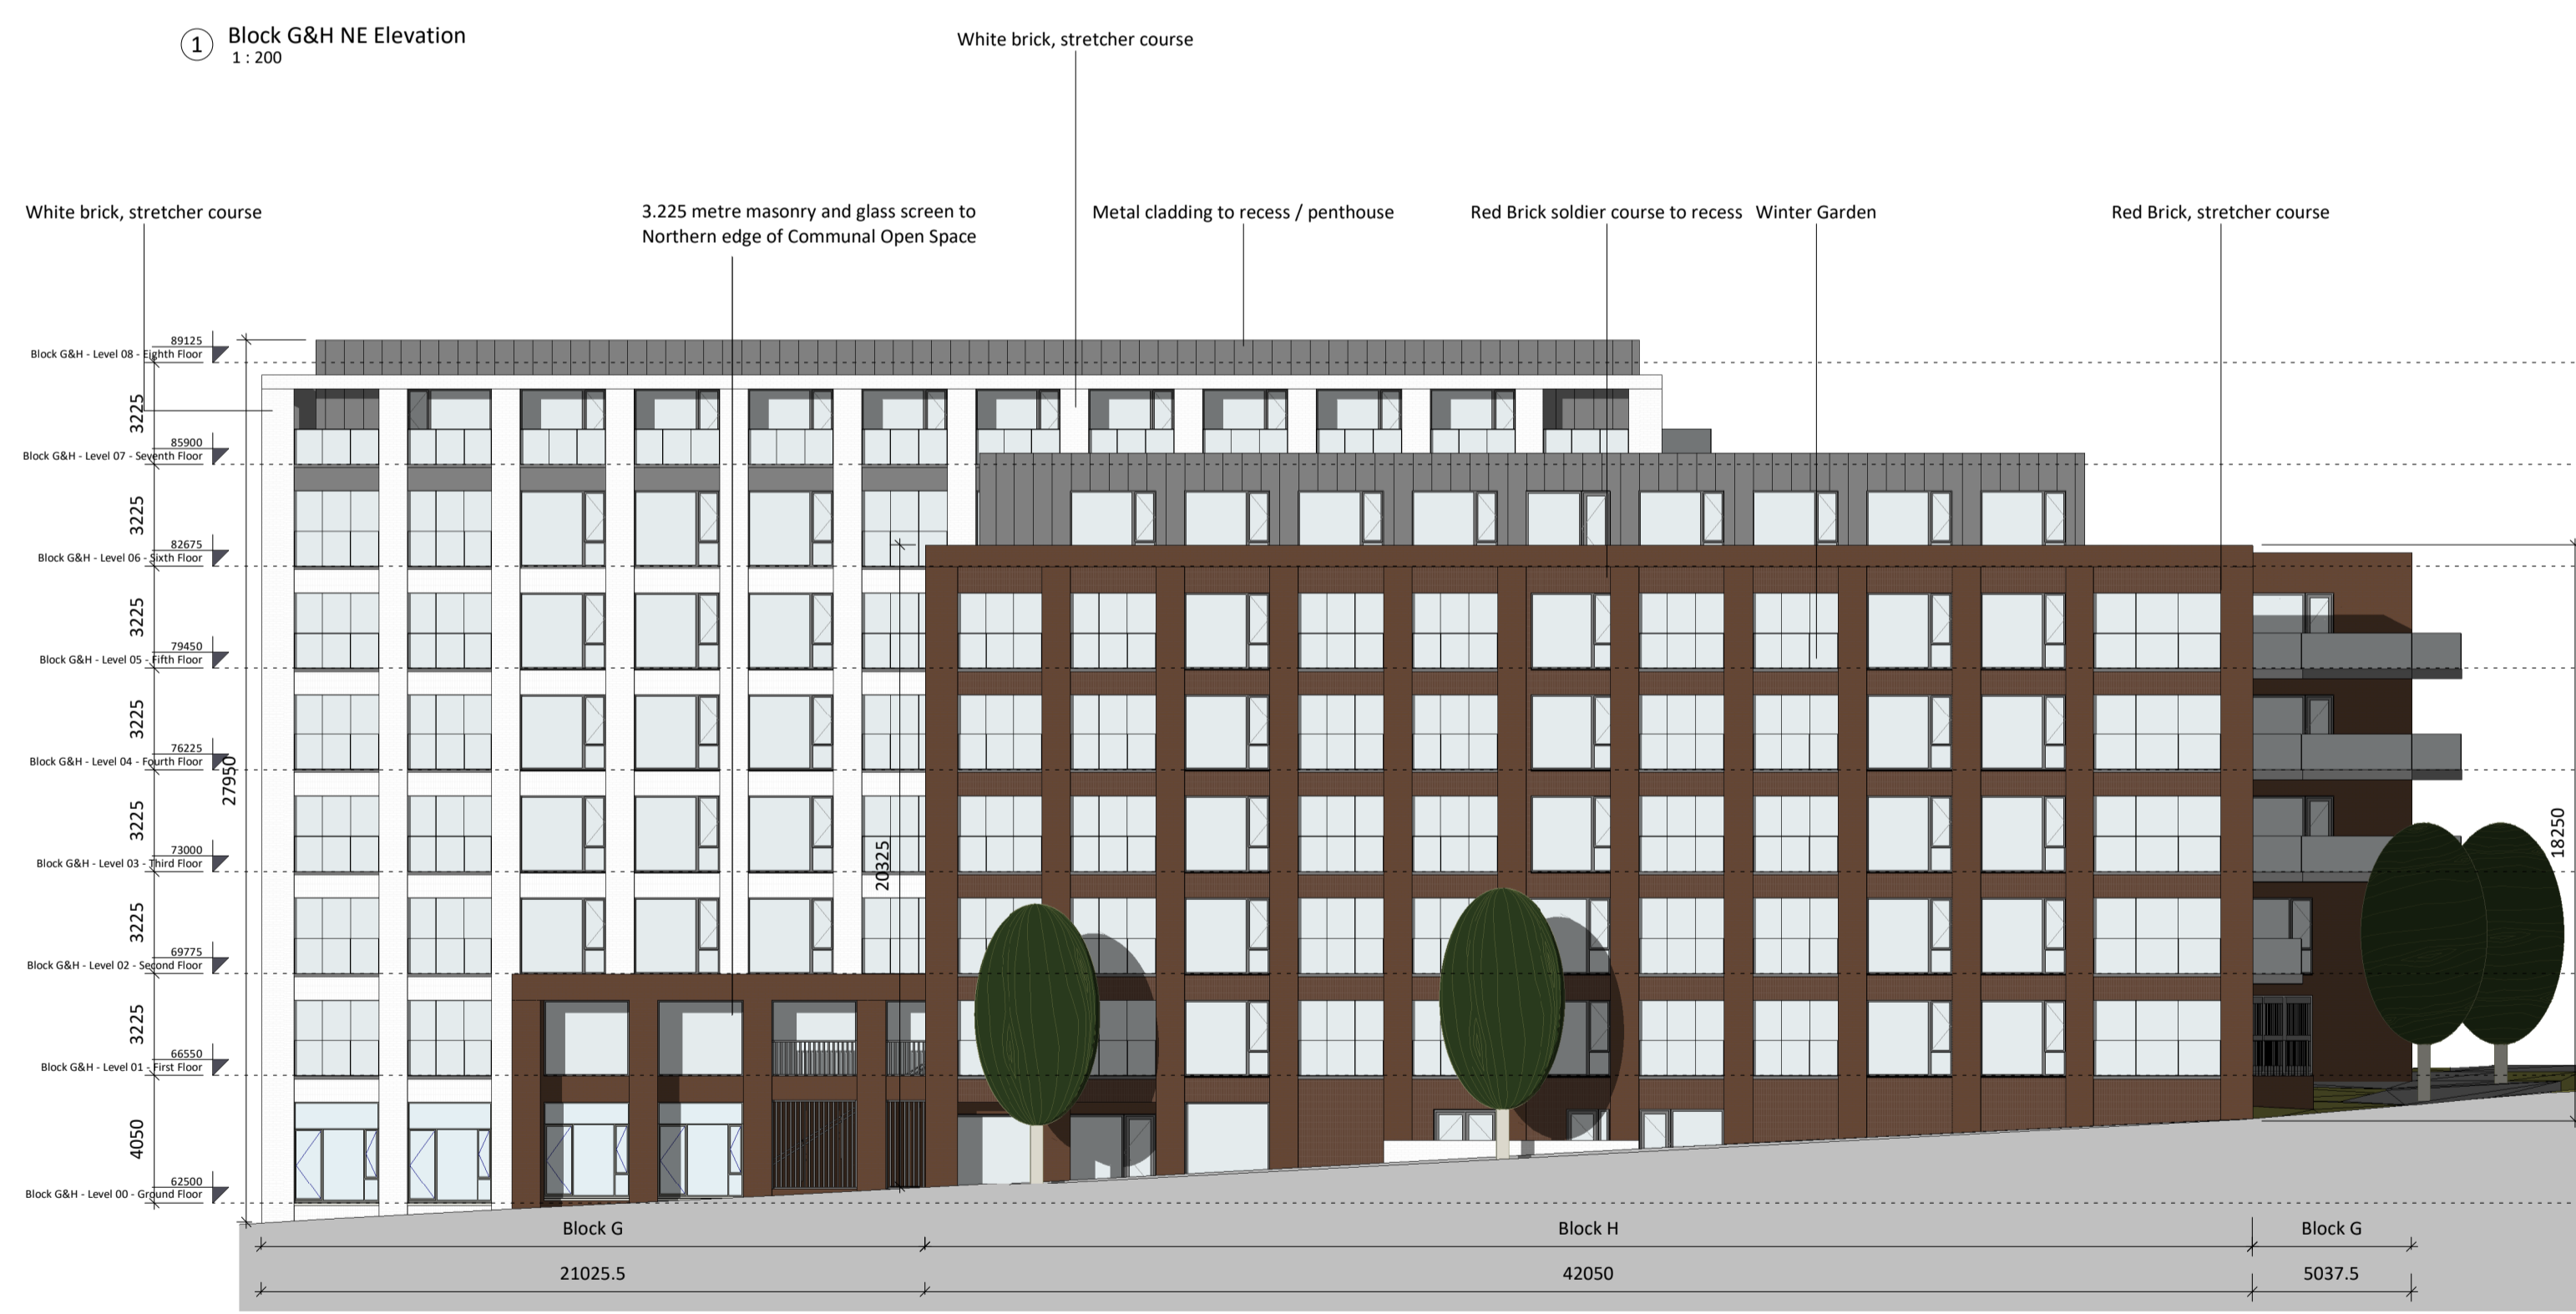 1 Block G&H NE Elevation
1 : 200
White brick, stretcher course
White brick, stretcher course
3.225 metre masonry and glass screen to
Northern edge of Communal Open Space
Metal cladding to recess / penthouse
Red Brick soldier course to recess
Winter Garden
Red Brick, stretcher course
89125
Block G&H - Level 08 - Eighth Floor
3225
85900
Block G&H - Level 07 - Seventh Floor
3225
82675
Block G&H - Level 06 - Sixth Floor
3225
79450
Block G&H - Level 05 - Fifth Floor
3225
76225
Block G&H - Level 04 - Fourth Floor
27950
3225
20325
18250
73000
Block G&H - Level 03 - Third Floor
3225
69775
Block G&H - Level 02 - Second Floor
3225
66550
Block G&H - Level 01 - First Floor
4050
62500
Block G&H - Level 00 - Ground Floor
Block G
Block H
Block G
21025.5
42050
5037.5